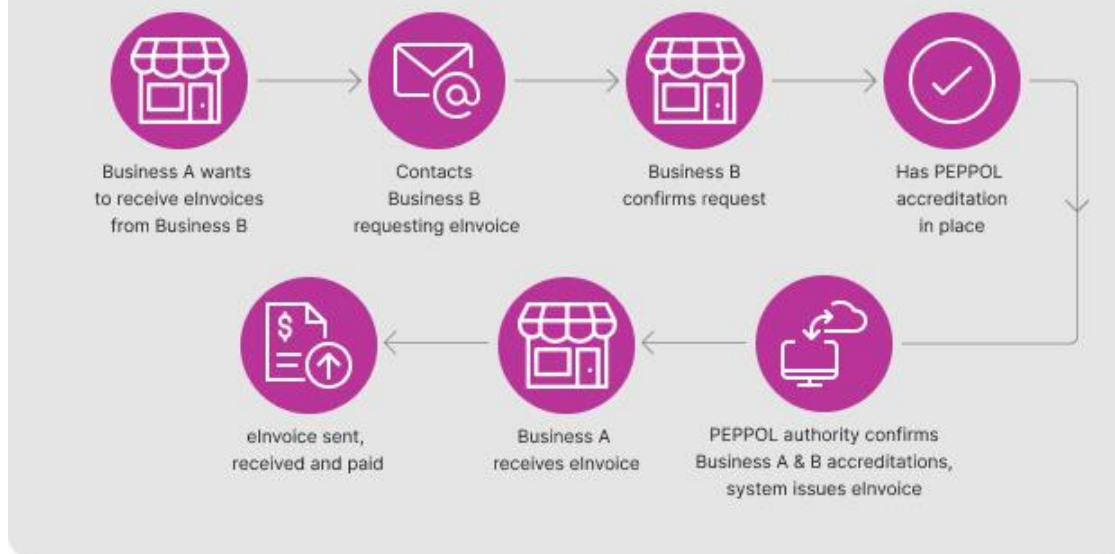 Business A wants
to receive eInvoices
from Business B
Contacts
Business B
requesting eInvoice
Business B
confirms request
Has PEPPOL
accreditation
in place
PEPPOL authority confirms
Business A & B accreditations,
system issues eInvoice
Business A
receives eInvoice
$
eInvoice sent,
received and paid